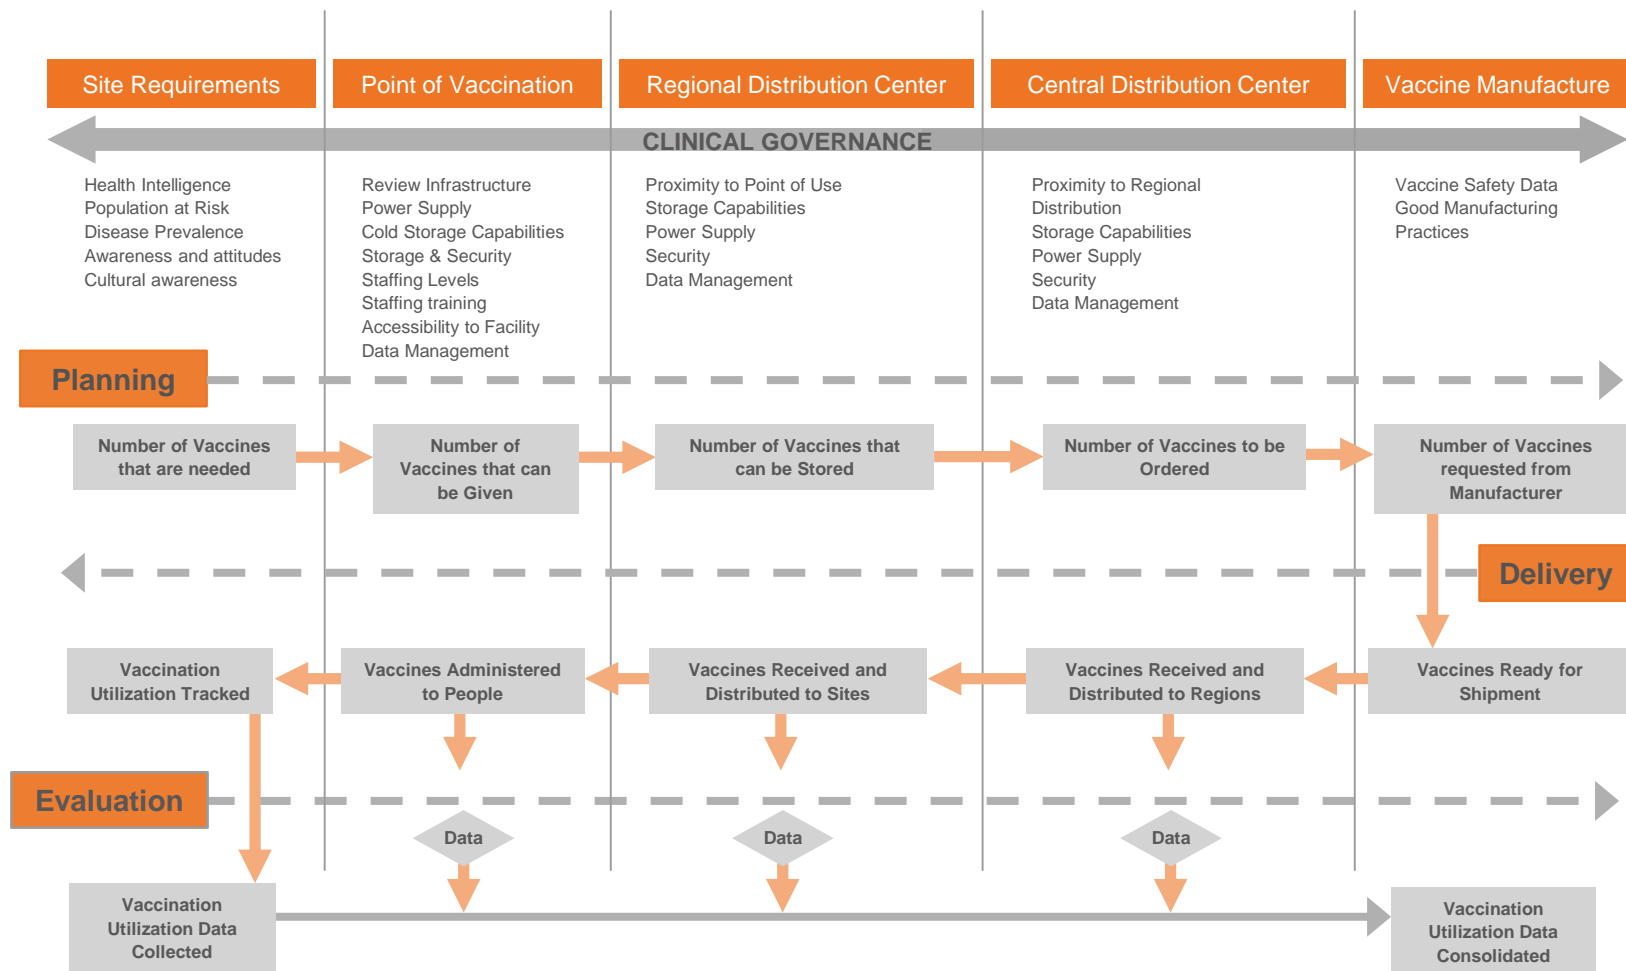 Site Requirements
Point of Vaccination
Regional Distribution Center
Central Distribution Center
Vaccine Manufacture
CLINICAL GOVERNANCE
Health Intelligence
Population at Risk
Disease Prevalence
Awareness and attitudes
Cultural awareness
Review Infrastructure
Power Supply
Cold Storage Capabilities
Storage & Security
Staffing Levels
Staffing training
Accessibility to Facility
Data Management
Proximity to Point of Use
Storage Capabilities
Power Supply
Security
Data Management
Proximity to Regional
Distribution
Storage Capabilities
Power Supply
Security
Data Management
Vaccine Safety Data
Good Manufacturing
Practices
Planning
Number of Vaccines
that are needed
Number of
Vaccines that can
be Given
Number of Vaccines that
can be Stored
Number of Vaccines to be
Ordered
Number of Vaccines
requested from
Manufacturer
Delivery
Vaccination
Utilization Tracked
Vaccines Administered
to People
Vaccines Received and
Distributed to Sites
Vaccines Received and
Distributed to Regions
Vaccines Ready for
Shipment
Evaluation
Data
Data
Data
Vaccination
Utilization Data
Collected
Vaccination
Utilization Data
Consolidated